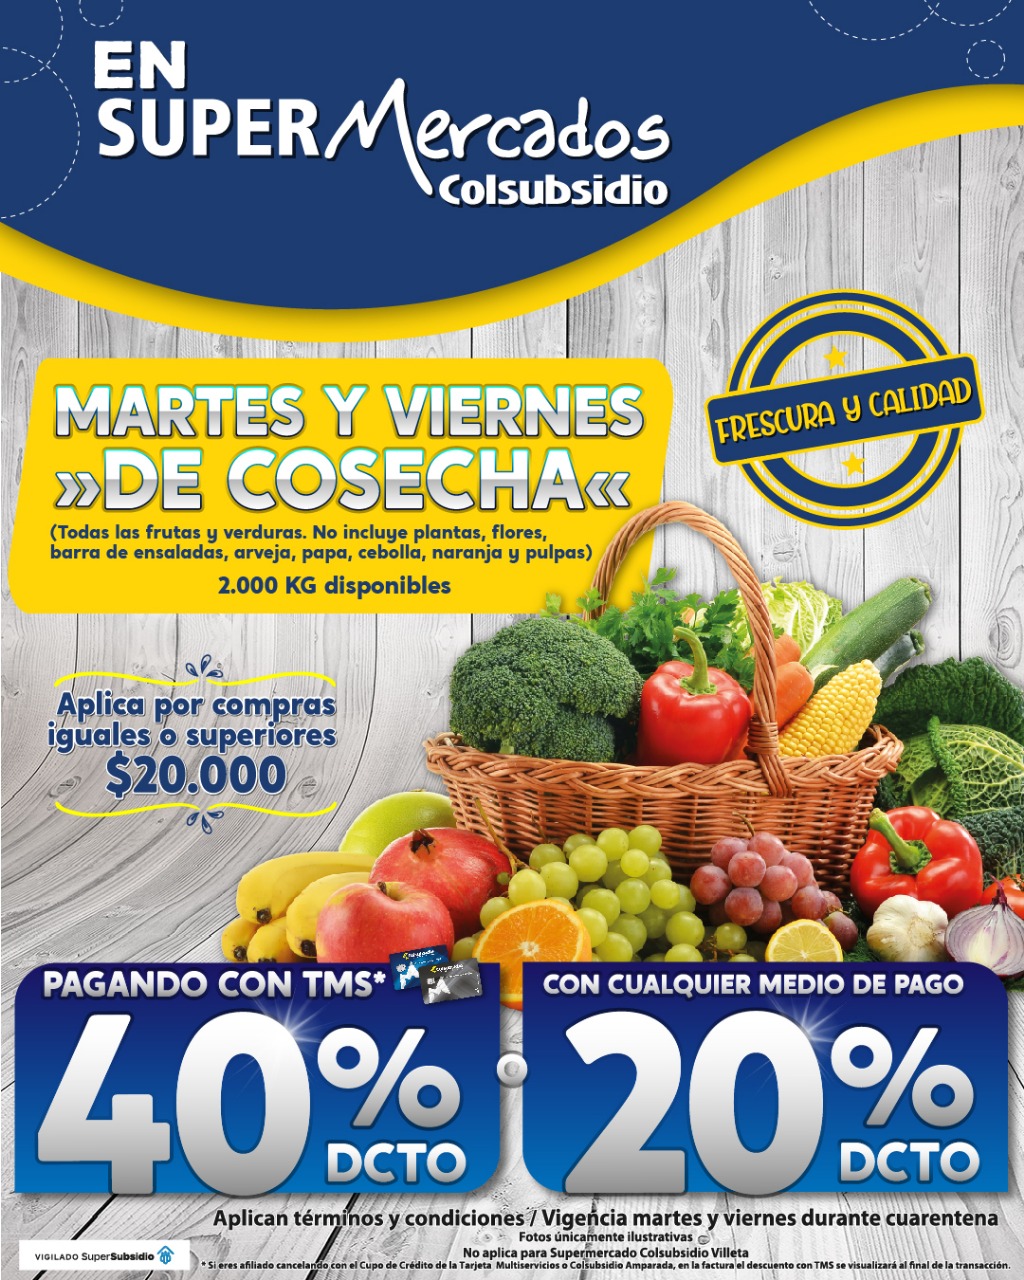 EN
SUPERMercados
Colsubsidio
FRESCURA Y CALIDAD
MARTES Y VIERNES
»DE COSECHA«
(Todas las frutas y verduras. No incluye plantas, flores,
barra de ensaladas, arveja, papa, cebolla, naranja y pulpas)
2.000 KG disponibles
Aplica por compras
iguales o superiores
$20.000
PAGANDO CON TMS*
40%
DCTO
CON CUALQUIER MEDIO DE PAGO
20%
DCTO
Aplican términos y condiciones / Vigencia martes y viernes durante cuarentena
Fotos únicamente ilustrativas
No aplica para Supermercado Colsubsidio Villeta
* Si eres afiliado cancelando con el Cupo de Crédito de la Tarjeta Multiservicios o Colsubsidio Amparada, en la factura el descuento con TMS se visualizará al final de la transacción.
VIGILADO SuperSubsidio